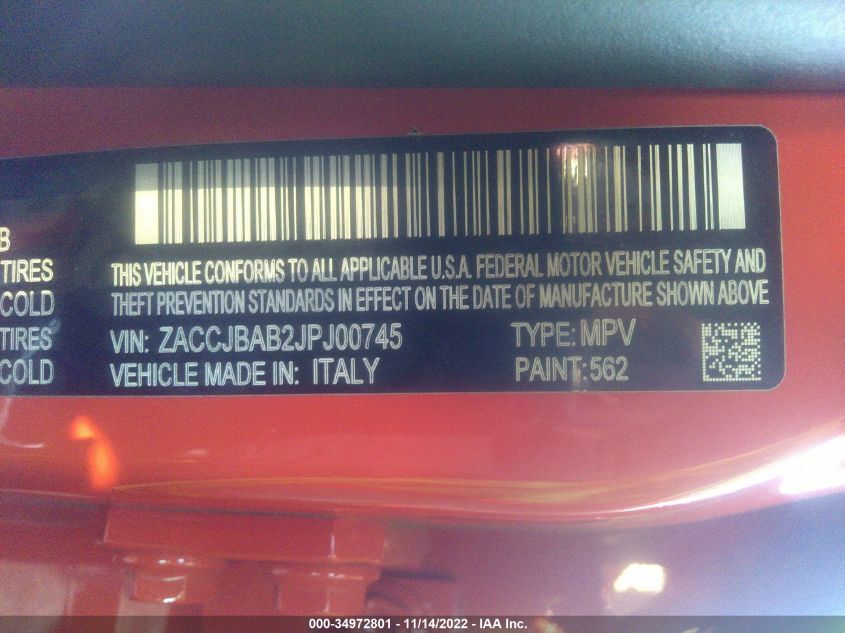 B
TIRES
COLD
TIRES
COLD
THIS VEHICLE CONFORMS TO ALL APPLICABLE U.S.A. FEDERAL MOTOR VEHICLE SAFETY AND
THEFT PREVENTION STANDARDS IN EFFECT ON THE DATE OF MANUFACTURE SHOWN ABOVE
VIN: ZACCJBAB2JPJ00745 TYPE: MPV
VEHICLE MADE IN: ITALY PAINT:562
000-34972801 - 11/14/2022 - IAA Inc.